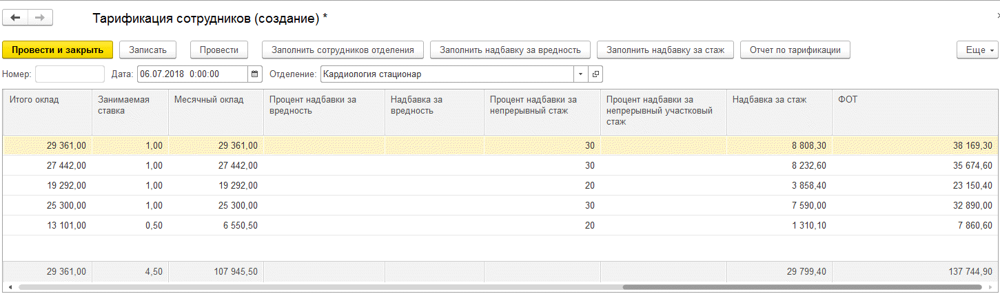 Тарификация сотрудников (создание) *
Провести и закрыть Записать Провести Заполнить сотрудников отделения Заполнить надбавку за вредность Заполнить надбавку за стаж Отчет по тарификации Еще
Номер: Дата: 06.07.2018 0:00:00 Отделение: Кардиология стационар
Итого оклад Занимаемая Месячный оклад Процент надбавки за Надбавка за Процент надбавки за Процент надбавки за Надбавка за стаж ФОТ
ставка вредность вредность непрерывный стаж непрерывный участковый
стаж
29 361,00 1,00 29 361,00 30 8 808,30 38 169,30
27 442,00 1,00 27 442,00 30 8 232,60 35 674,60
19 292,00 1,00 19 292,00 20 3 858,40 23 150,40
25 300,00 1,00 25 300,00 30 7 590,00 32 890,00
13 101,00 0,50 6 550,50 20 1 310,10 7 860,60
29 361,00 4,50 107 945,50 29 799,40 137 744,90